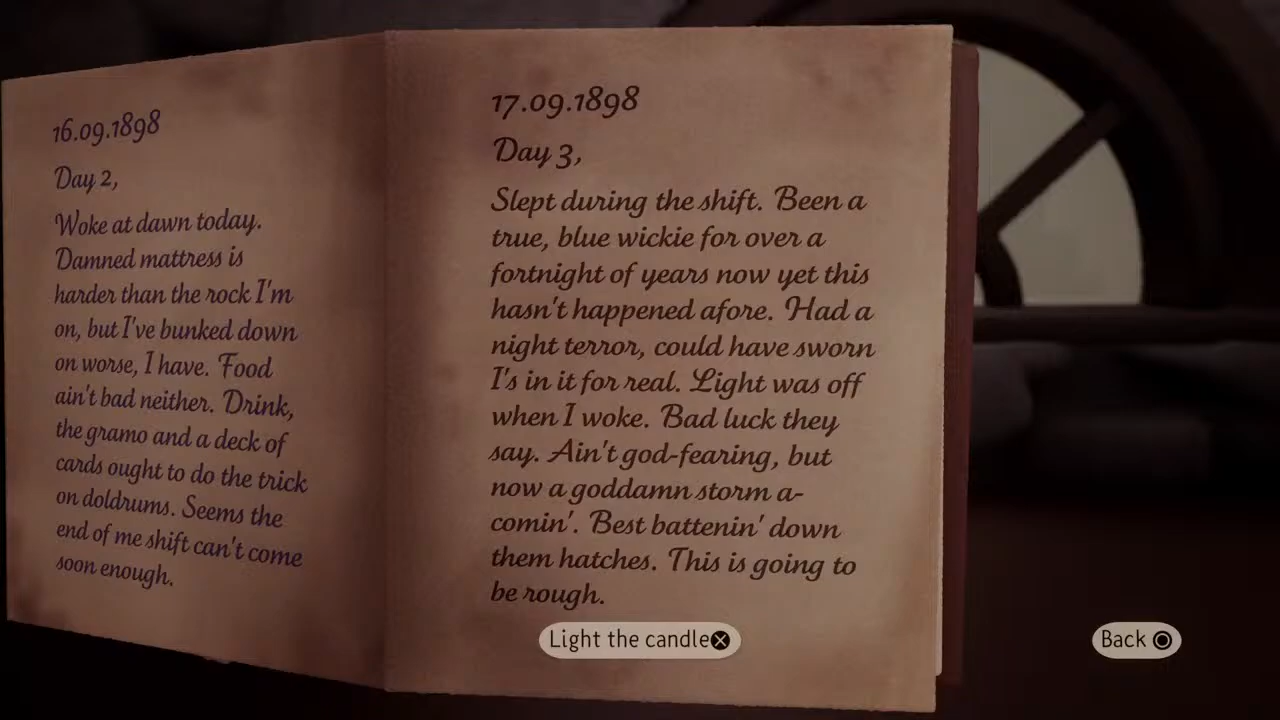 16.09.1898
Day 2,
Woke at dawn today.
Damned mattress is
harder than the rock I'm
on, but I've bunked down
on worse, I have. Food
ain't bad neither. Drink,
the gramo and a deck of
cards ought to do the trick
on doldrums. Seems the
end of me shift can't come
soon enough.
17.09.1898
Day 3,
Slept during the shift. Been a
true, blue wickie for over a
fortnight of years now yet this
hasn't happened afore. Had a
night terror, could have sworn
I's in it for real. Light was off
when I woke. Bad luck they
say. Ain't god-fearing, but
now a goddamn storm a-
comin'. Best battenin' down
them hatches. This is going to
be rough.
Light the candle
Back